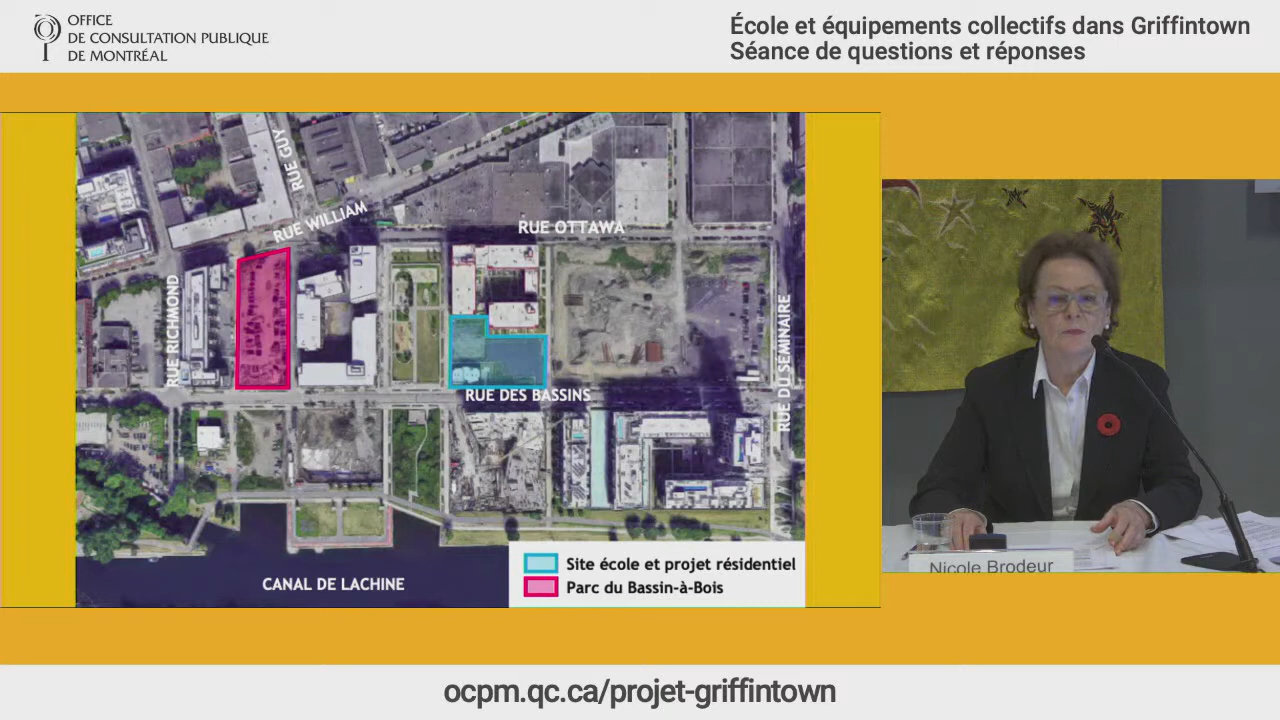 OFFICE
DE CONSULTATION PUBLIQUE
DE MONTRÉAL
École et équipements collectifs dans Griffintown
Séance de questions et réponses
RUE GUY
RUE WILLIAM
RUE OTTAWA
RUE RICHMOND
RUE DU SÉMINAIRE
RUE DES BASSINS
CANAL DE LACHINE
Site école et projet résidentiel
Parc du Bassin-à-Bois
Nicole Brodeur
ocpm.qc.ca/projet-griffintown